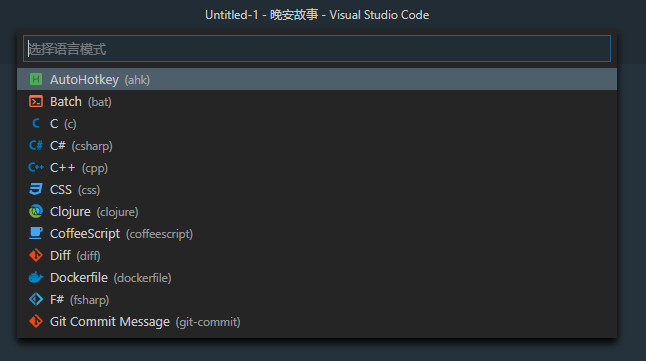 Untitled-1 - 晚安故事 - Visual Studio Code
选择语言模式
AutoHotkey (ahk)
Batch (bat)
C (c)
C# (csharp)
C++ (cpp)
CSS (css)
Clojure (clojure)
CoffeeScript (coffeescript)
Diff (diff)
Dockerfile (dockerfile)
F# (fsharp)
Git Commit Message (git-commit)